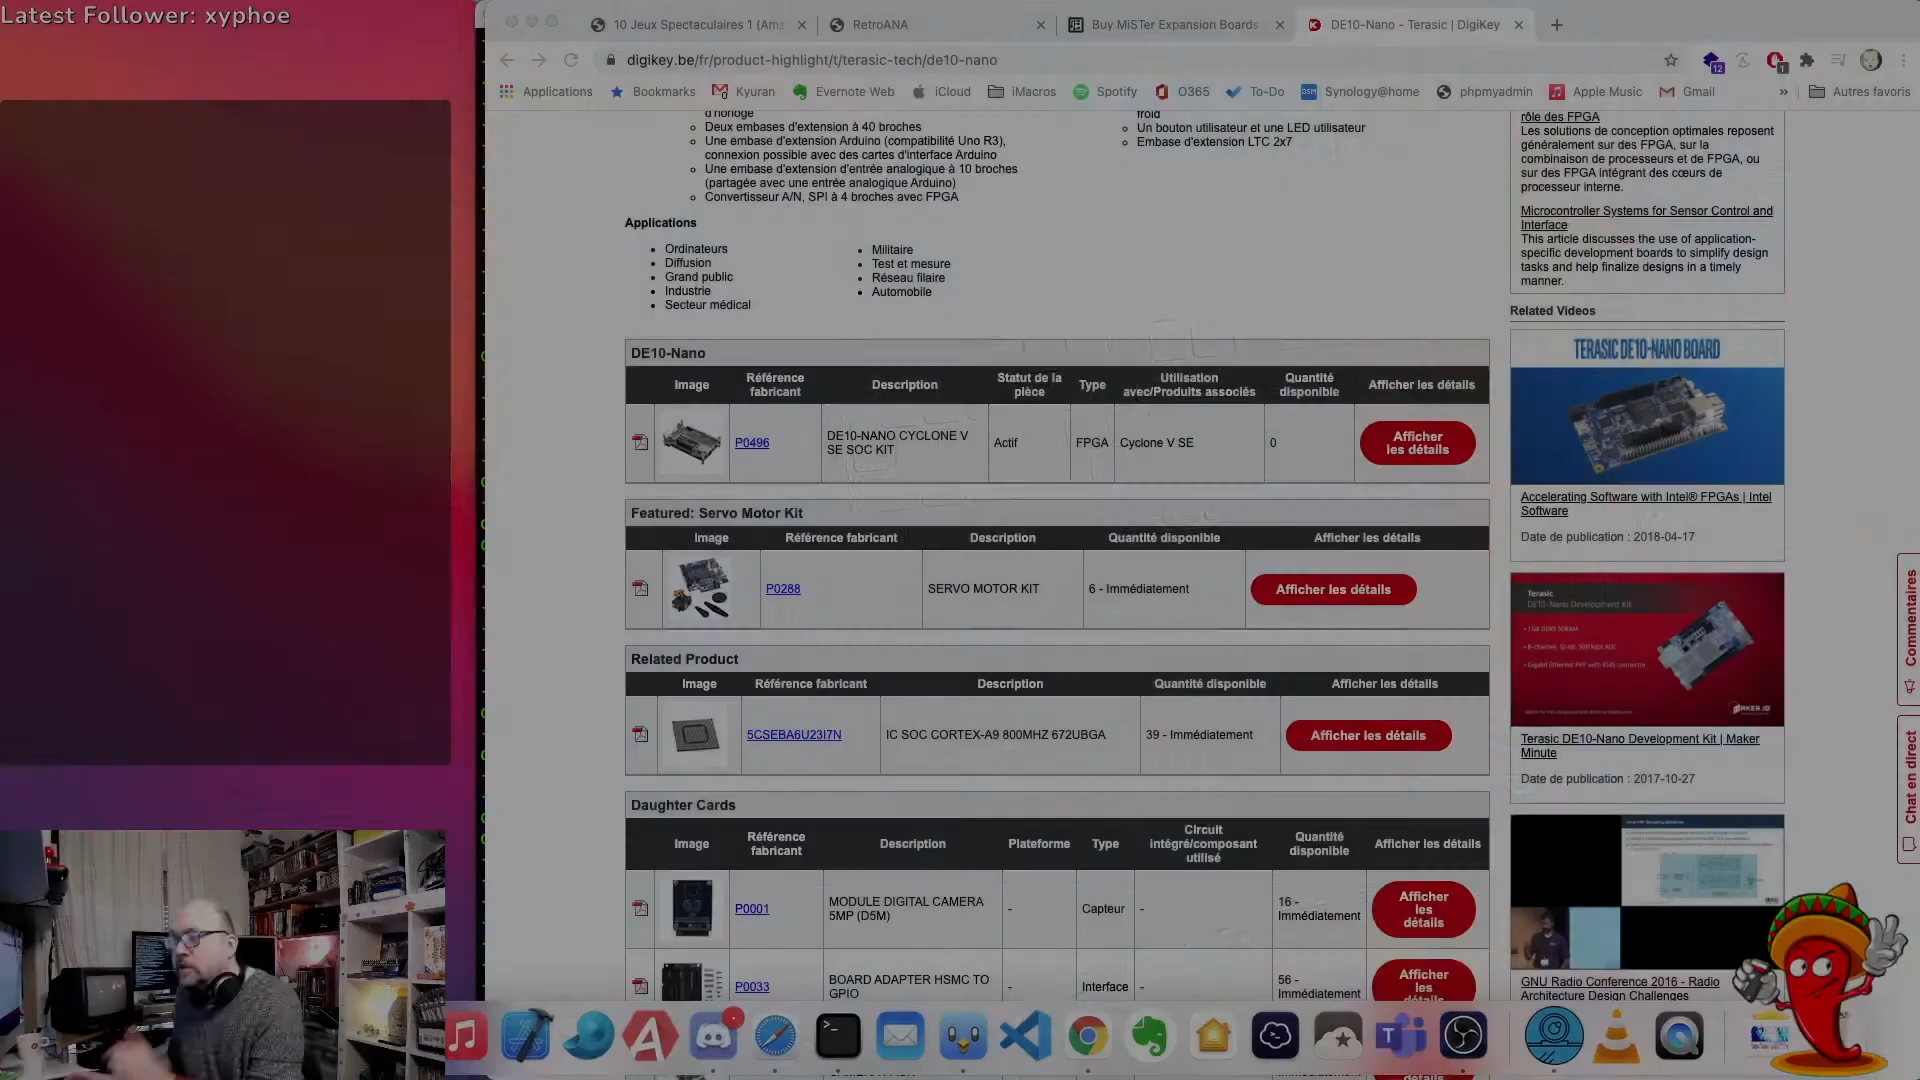 Latest Follower: xyphoe
10 Jeux Spectaculaires 1 (Ams
RetroANA
Buy MiSTer Expansion Boards
DE10-Nano - Terasic | DigiKey
digikey.be/fr/product-highlight/t/terasic-tech/de10-nano
12
1
Applications
Bookmarks
Kyuran
Evernote Web
iCloud
iMacros
Spotify
O365
To-Do
DSM
Synology@home
phpmyadmin
Apple Music
Gmail
»
Autres favoris
d'horloge
Deux embases d'extension à 40 broches
Une embase d'extension Arduino (compatibilité Uno R3),
connexion possible avec des cartes d'interface Arduino
Une embase d'extension d'entrée analogique à 10 broches
(partagée avec une entrée analogique Arduino)
Convertisseur A/N, SPI à 4 broches avec FPGA
froid
Un bouton utilisateur et une LED utilisateur
Embase d'extension LTC 2x7
Applications
Ordinateurs
Diffusion
Grand public
Industrie
Secteur médical
Militaire
Test et mesure
Réseau filaire
Automobile
DE10-Nano
Image
Référence fabricant
Description
Statut de la pièce
Type
Utilisation avec/Produits associés
Quantité disponible
Afficher les détails
P0496
DE10-NANO CYCLONE V
SE SOC KIT
Actif
FPGA
Cyclone V SE
0
Afficher
les détails
Featured: Servo Motor Kit
Image
Référence fabricant
Description
Quantité disponible
Afficher les détails
P0288
SERVO MOTOR KIT
6 - Immédiatement
Afficher les détails
Related Product
Image
Référence fabricant
Description
Quantité disponible
Afficher les détails
5CSEBA6U23I7N
IC SOC CORTEX-A9 800MHZ 672UBGA
39 - Immédiatement
Afficher les détails
Daughter Cards
Image
Référence fabricant
Description
Plateforme
Type
Circuit intégré/composant utilisé
Quantité disponible
Afficher les détails
P0001
MODULE DIGITAL CAMERA
5MP (D5M)
-
Capteur
-
16 -
Immédiatement
Afficher
les
détails
P0033
BOARD ADAPTER HSMC TO
GPIO
-
Interface
-
56 -
Immédiatement
Afficher
les
détails
détails
rôle des FPGA
Les solutions de conception optimales reposent
généralement sur des FPGA, sur la
combinaison de processeurs et de FPGA, ou
sur des FPGA intégrant des cœurs de
processeur interne.
Microcontroller Systems for Sensor Control and
Interface
This article discusses the use of application-
specific development boards to simplify design
tasks and help finalize designs in a timely
manner.
Related Videos
TERASIC DE10-NANO BOARD
Accelerating Software with Intel® FPGAs | Intel
Software
Date de publication : 2018-04-17
Terasic
DE10-Nano Development Kit
Terasic DE10-Nano Development Kit | Maker
Minute
Date de publication : 2017-10-27
GNU Radio Conference 2016 - Radio
Architecture Design Challenges
Commentaires
Chat en direct